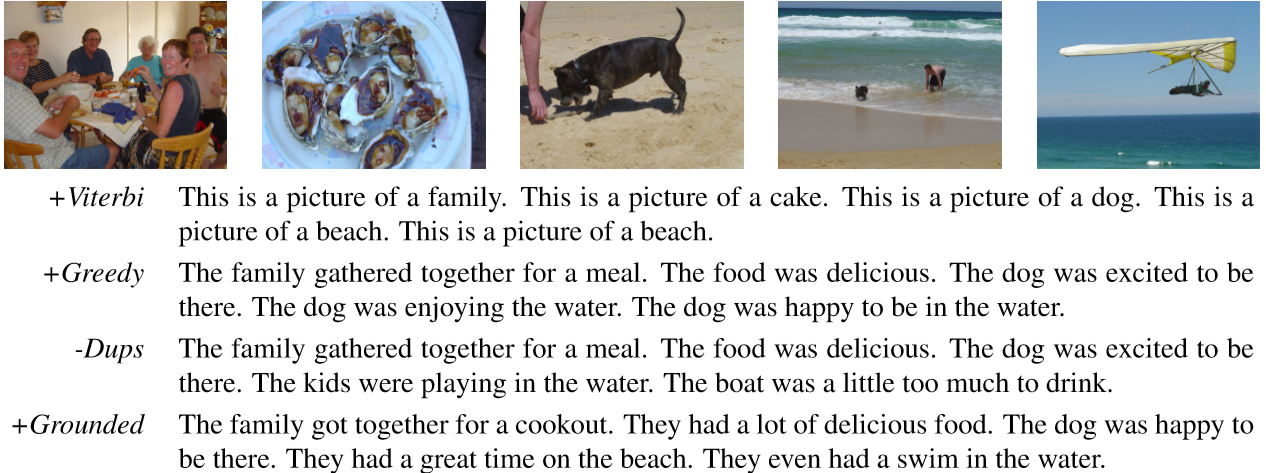 +Viterbi This is a picture of a family. This is a picture of a cake. This is a picture of a dog. This is a
picture of a beach. This is a picture of a beach.
+Greedy The family gathered together for a meal. The food was delicious. The dog was excited to be
there. The dog was enjoying the water. The dog was happy to be in the water.
-Dups The family gathered together for a meal. The food was delicious. The dog was excited to be
there. The kids were playing in the water. The boat was a little too much to drink.
+Grounded The family got together for a cookout. They had a lot of delicious food. The dog was happy to
be there. They had a great time on the beach. They even had a swim in the water.